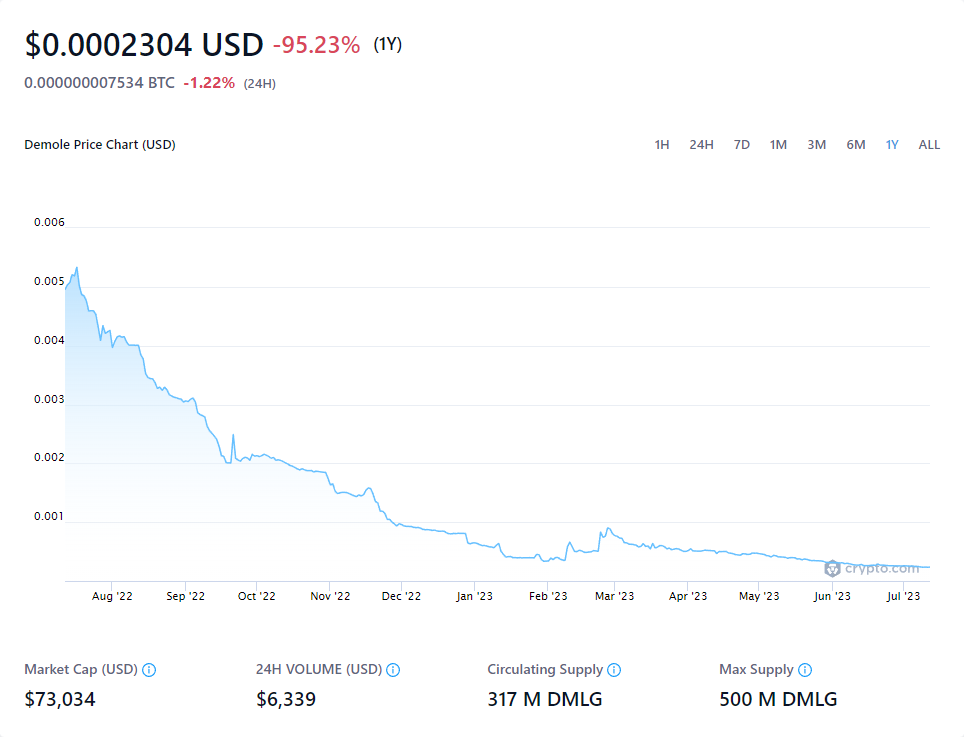 $0.0002304 USD -95.23% (1Y)
0.000000007534 BTC -1.22% (24H)
Demole Price Chart (USD) 1H 24H 7D 1M 3M 6M 1Y ALL
0.006
0.005
0.004
0.003
0.002
0.001
crypto.com
Aug '22 Sep '22 Oct '22 Nov '22 Dec '22 Jan '23 Feb '23 Mar '23 Apr '23 May '23 Jun '23 Jul '23
Market Cap (USD) 24H VOLUME (USD) Circulating Supply Max Supply
$73,034 $6,339 317 M DMLG 500 M DMLG